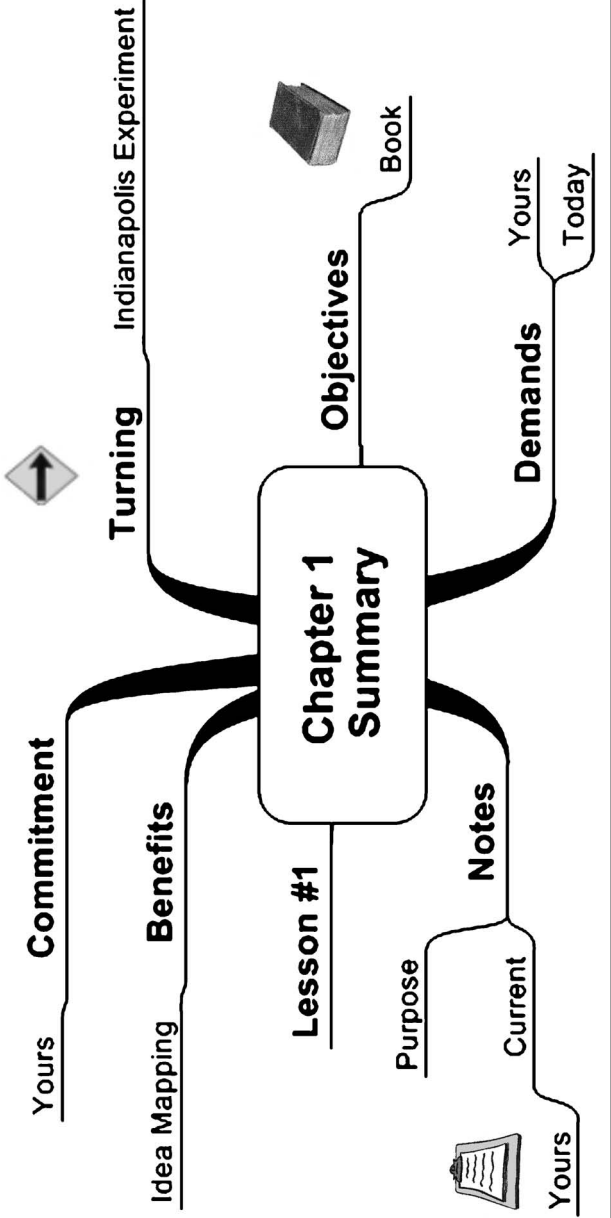 Turning
Indianapolis Experiment
Objectives
Book
Demands
Yours
Today
Notes
Purpose
Current
Yours
Lesson #1
Benefits
Idea Mapping
Commitment
Yours
Chapter 1
Summary